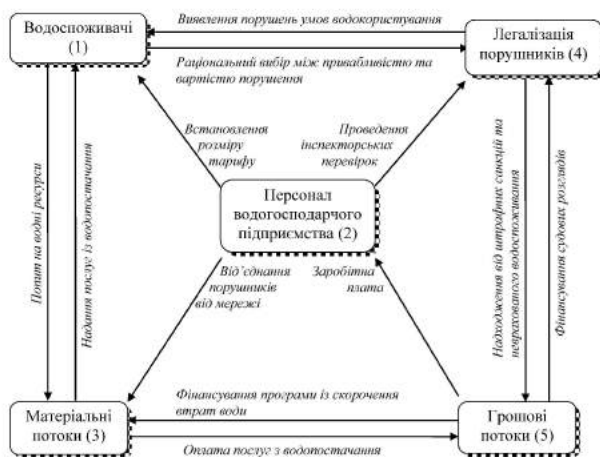 Виявлення порушень умов водокористування
Водоспоживачі
(1)
Легалізація
порушників (4)
Раціональний вибір між привабливістю та
вартістю порушення
Встановлення
розміру
тарифу
Проведення
інспекторських
перевірок
Попит на водні ресурси
Надання послуг із водопостачання
Персонал
водогосподарчого
підприємства (2)
Надходження від штрафних санкцій та
неврахованого водоспоживання
Фінансування судових розглядів
Від'єднання
порушників
від мережі
Заробітна
плата
Фінансування програми із скорочення
втрат води
Матеріальні
потоки (3)
Грошові
потоки (5)
Оплата послуг з водопостачання